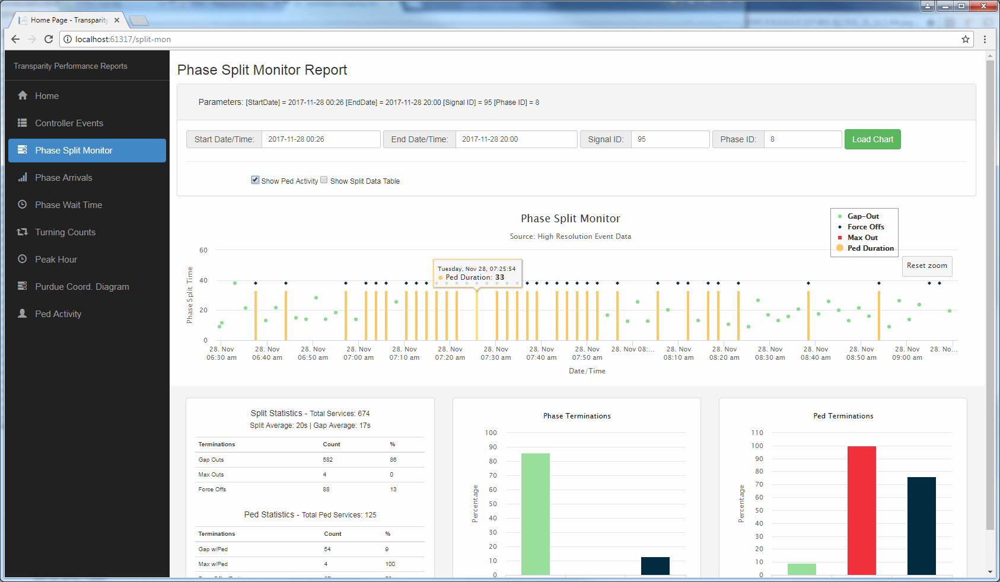 Home Page - Transparity
localhost:61317/split-mon
Transparity Performance Reports
Home
Controller Events
Phase Split Monitor
Phase Arrivals
Phase Wait Time
Turning Counts
Peak Hour
Purdue Coord. Diagram
Ped Activity
Phase Split Monitor Report
Parameters: [StartDate] = 2017-11-28 00:26 [EndDate] = 2017-11-28 20:00 [Signal ID] = 95 [Phase ID] = 8
Start Date/Time: 2017-11-28 00:26 End Date/Time: 2017-11-28 20:00 Signal ID: 95 Phase ID: 8 Load Chart
Show Ped Activity Show Split Data Table
Phase Split Monitor
Source: High Resolution Event Data
Gap-Out
Force Offs
Max Out
Ped Duration
Reset zoom
Tuesday, Nov 28, 07:25:54
Ped Duration: 33
Phase Split Time
60
40
20
0
28. Nov 06:30 am
28. Nov 06:40 am
28. Nov 06:50 am
28. Nov 07:00 am
28. Nov 07:10 am
28. Nov 07:20 am
28. Nov 07:30 am
28. Nov 07:40 am
28. Nov 07:50 am
28. Nov 08:...
28. Nov 08:10 am
28. Nov 08:20 am
28. Nov 08:30 am
28. Nov 08:40 am
28. Nov 08:50 am
28. Nov 09:00 am
28. No...
Date/Time
Split Statistics - Total Services: 674
Split Average: 20s | Gap Average: 17s
Terminations Count %
Gap Outs 582 86
Max Outs 4 0
Force Offs 88 13
Ped Statistics - Total Ped Services: 125
Terminations Count %
Gap w/Ped 54 9
Max w/Ped 4 100
Phase Terminations
Percentage
100
90
80
70
60
50
40
30
20
10
0
Ped Terminations
Percentage
110
100
90
80
70
60
50
40
30
20
10
0